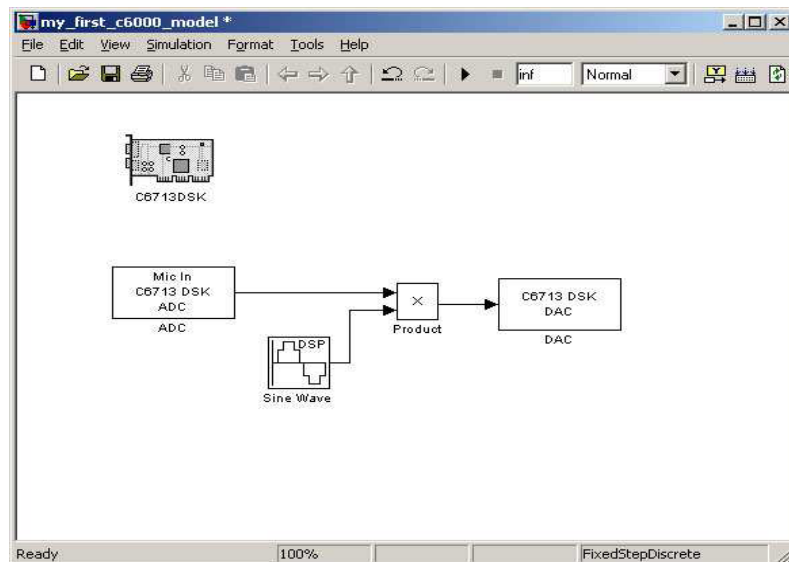 my_first_c6000_model *
File Edit View Simulation Format Tools Help
inf Normal
C6713DSK
Mic In
C6713 DSK
ADC
ADC
×
Product
C6713 DSK
DAC
DAC
DSP
Sine Wave
Ready 100% FixedStepDiscrete